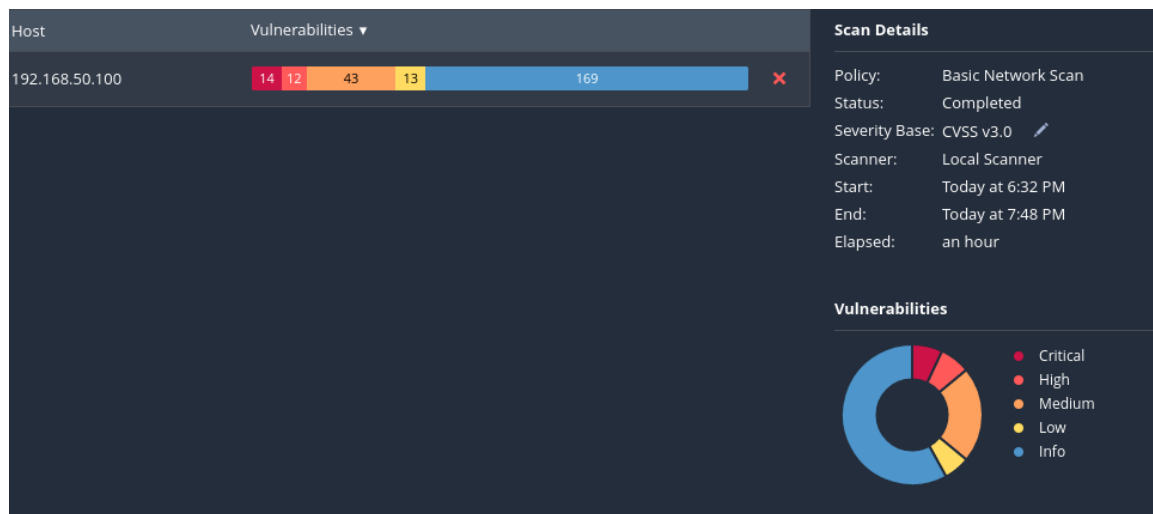 Host Vulnerabilities ▾
192.168.50.100 14 12 43 13 169
Scan Details
Policy: Basic Network Scan
Status: Completed
Severity Base: CVSS v3.0
Scanner: Local Scanner
Start: Today at 6:32 PM
End: Today at 7:48 PM
Elapsed: an hour
Vulnerabilities
Critical
High
Medium
Low
Info